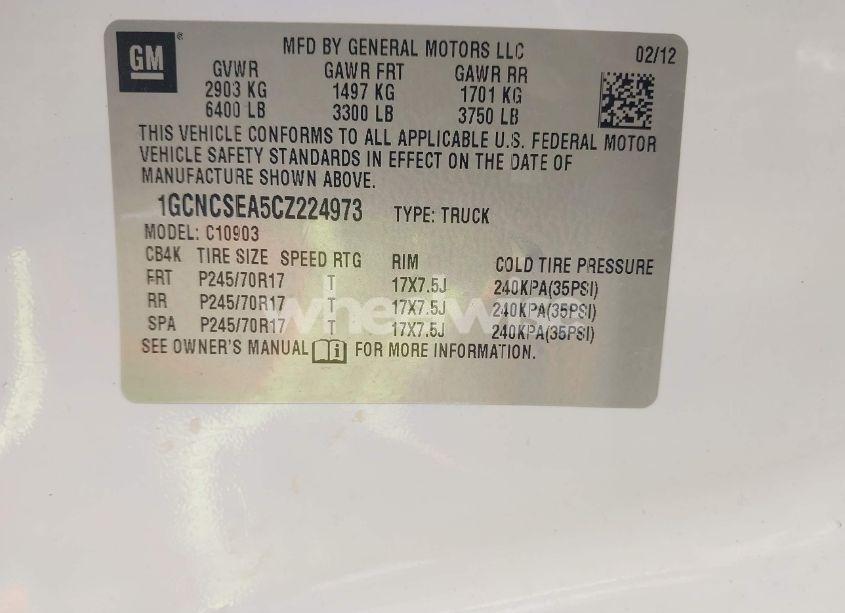 GM
MFD BY GENERAL MOTORS LLC 02/12
GVWR GAWR FRT GAWR RR
2903 KG 1497 KG 1701 KG
6400 LB 3300 LB 3750 LB
THIS VEHICLE CONFORMS TO ALL APPLICABLE U.S. FEDERAL MOTOR
VEHICLE SAFETY STANDARDS IN EFFECT ON THE DATE OF
MANUFACTURE SHOWN ABOVE.
1GCNCSEA5CZ224973 TYPE: TRUCK
MODEL: C10903
CB4K TIRE SIZE SPEED RTG RIM COLD TIRE PRESSURE
FRT P245/70R17 T 17X7.5J 240KPA(35PSI)
RR P245/70R17 T 17X7.5J 240KPA(35PSI)
SPA P245/70R17 T 17X7.5J 240KPA(35PSI)
SEE OWNER'S MANUAL FOR MORE INFORMATION.